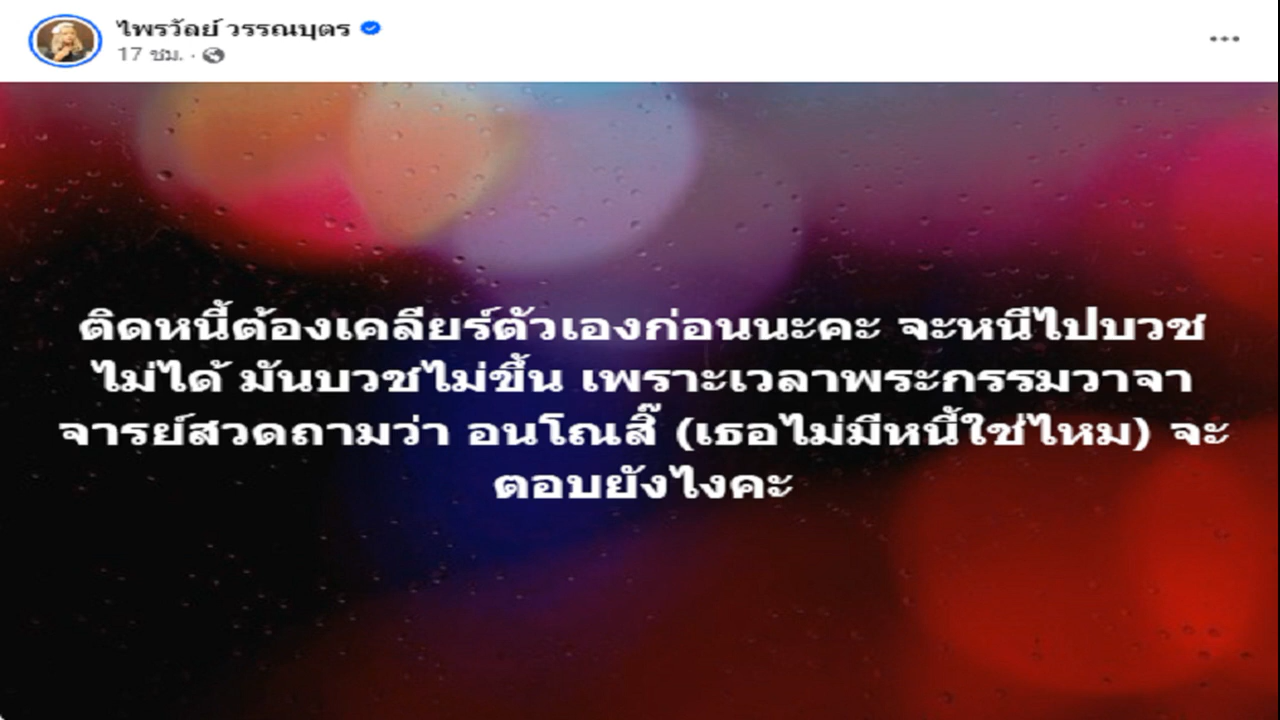 ไพรวัลย์ วรรณบุตร
17 ชม. ·
ติดหนี้ต้องเคลียร์ตัวเองก่อนนะคะ จะหนีไปบวช
ไม่ได้ มันบวชไม่ขึ้น เพราะเวลาพระกรรมวาจา
จารย์สวดถามว่า อนโณสิ๊ (เธอไม่มีหนี้ใช่ไหม) จะ
ตอบยังไงคะ